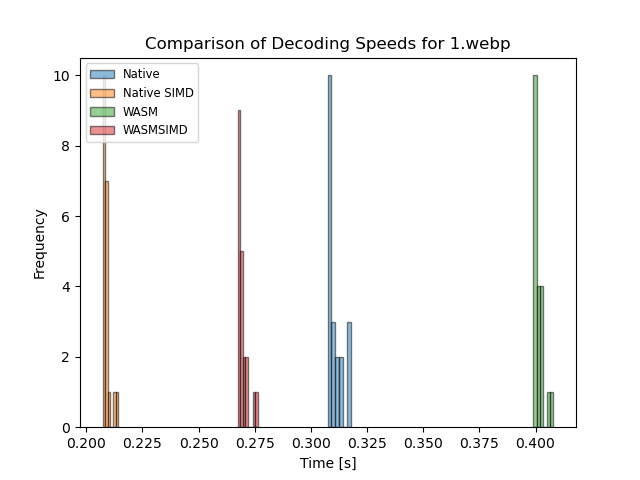 Comparison of Decoding Speeds for 1.webp
Native
Native SIMD
WASM
WASMSIMD
10
8
6
4
2
0
Frequency
0.200 0.225 0.250 0.275 0.300 0.325 0.350 0.375 0.400
Time [s]